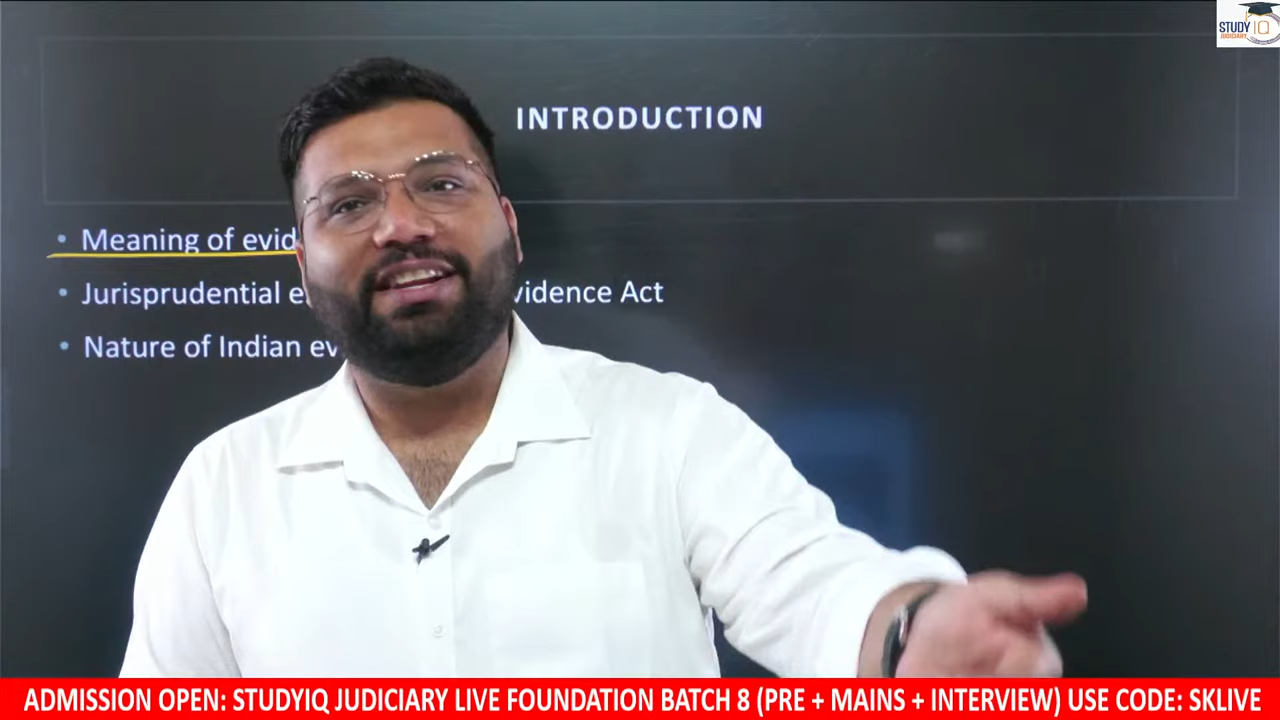 STUDY IQ
JUDICIARY
INTRODUCTION
• Meaning of evid
• Jurisprudential e vidence Act
• Nature of Indian ev
ADMISSION OPEN: STUDYIQ JUDICIARY LIVE FOUNDATION BATCH 8 (PRE + MAINS + INTERVIEW) USE CODE: SKLIVE